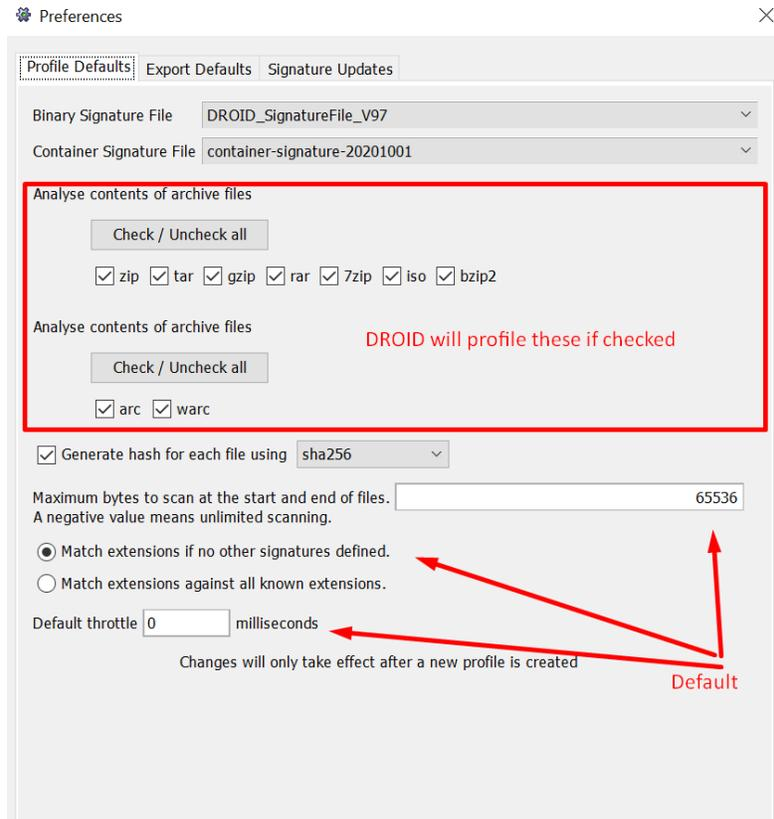 Preferences
Profile Defaults Export Defaults Signature Updates
Binary Signature File DROID_SignatureFile_V97
Container Signature File container-signature-20201001
Analyse contents of archive files
Check / Uncheck all
zip tar gzip rar 7zip iso bzip2
Analyse contents of archive files
DROID will profile these if checked
Check / Uncheck all
arc warc
Generate hash for each file using sha256
Maximum bytes to scan at the start and end of files. 65536
A negative value means unlimited scanning.
Match extensions if no other signatures defined.
Match extensions against all known extensions.
Default throttle 0 milliseconds
Changes will only take effect after a new profile is created
Default